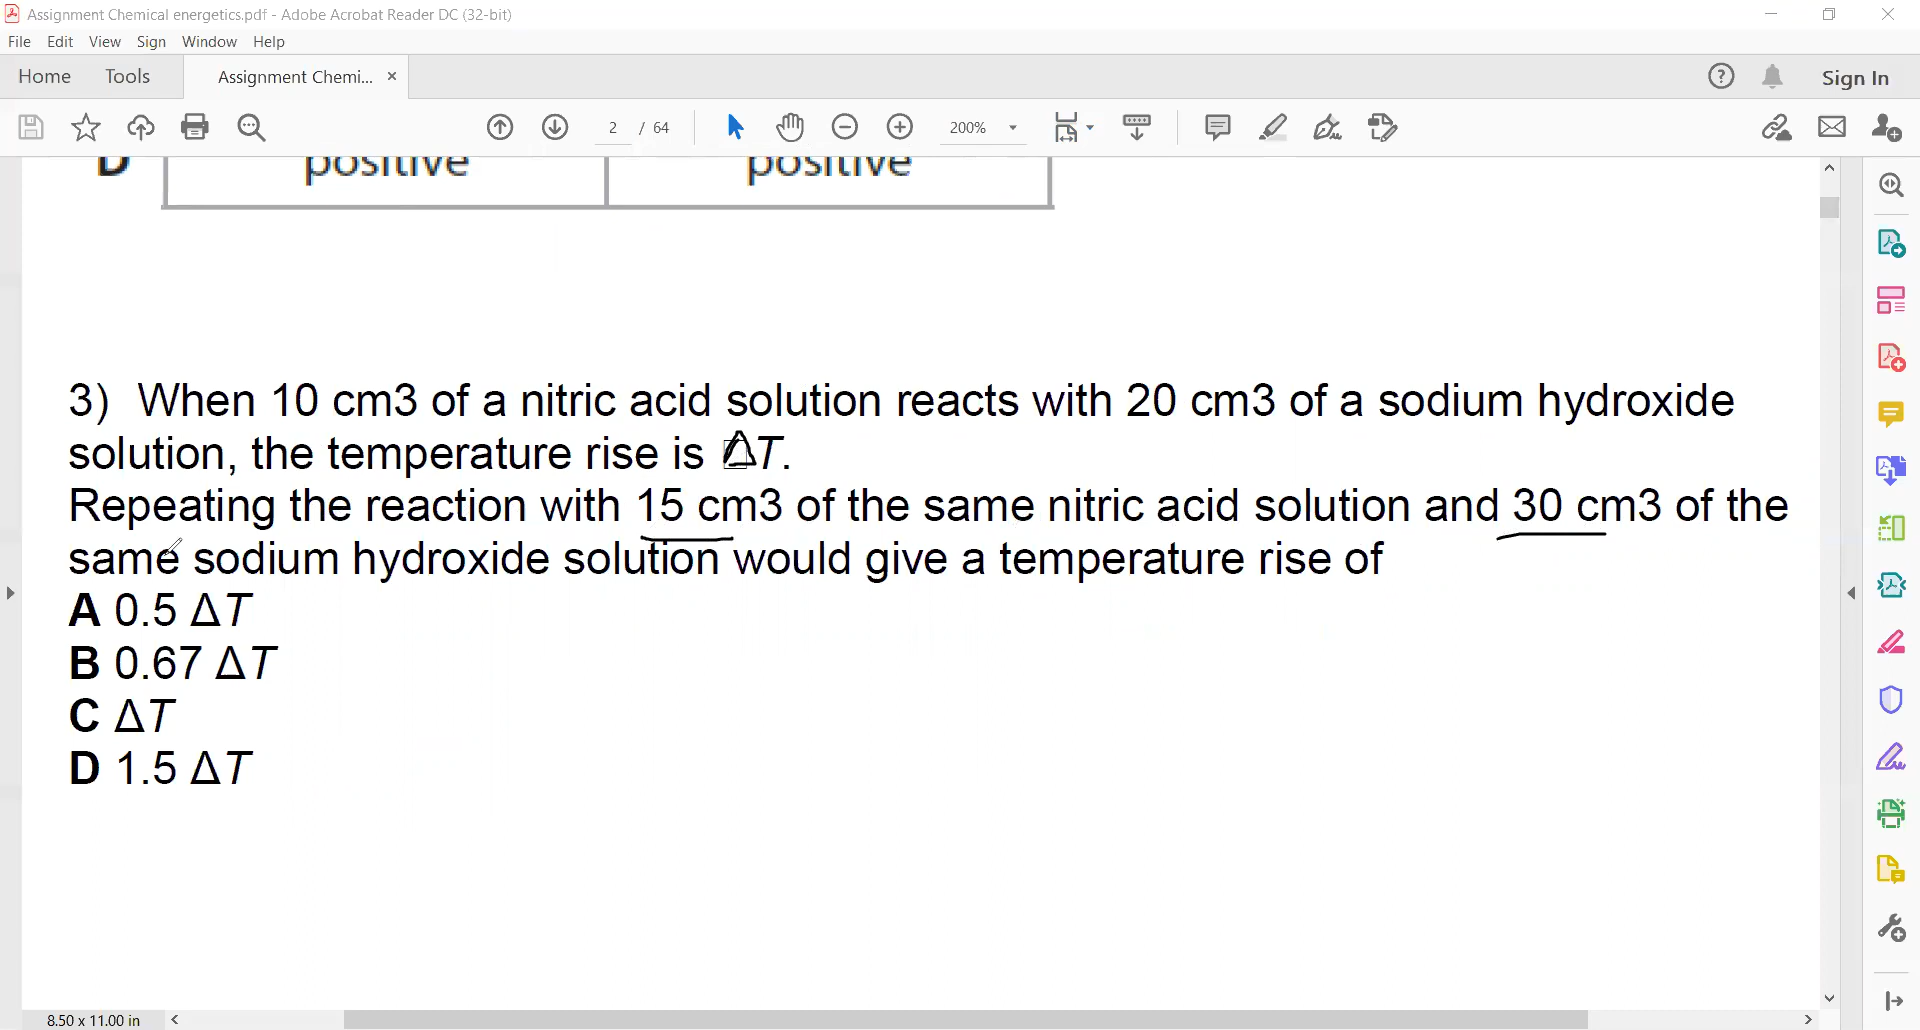 Assignment Chemical energetics.pdf - Adobe Acrobat Reader DC (32-bit)
File Edit View Sign Window Help
Home Tools Assignment Chemi... × Sign In
2 / 64 200%
D positive positive
3) When 10 cm3 of a nitric acid solution reacts with 20 cm3 of a sodium hydroxide
solution, the temperature rise is ΔT.
Repeating the reaction with 15 cm3 of the same nitric acid solution and 30 cm3 of the
same sodium hydroxide solution would give a temperature rise of
A 0.5 ΔT
B 0.67 ΔT
C ΔT
D 1.5 ΔT
8.50 x 11.00 in